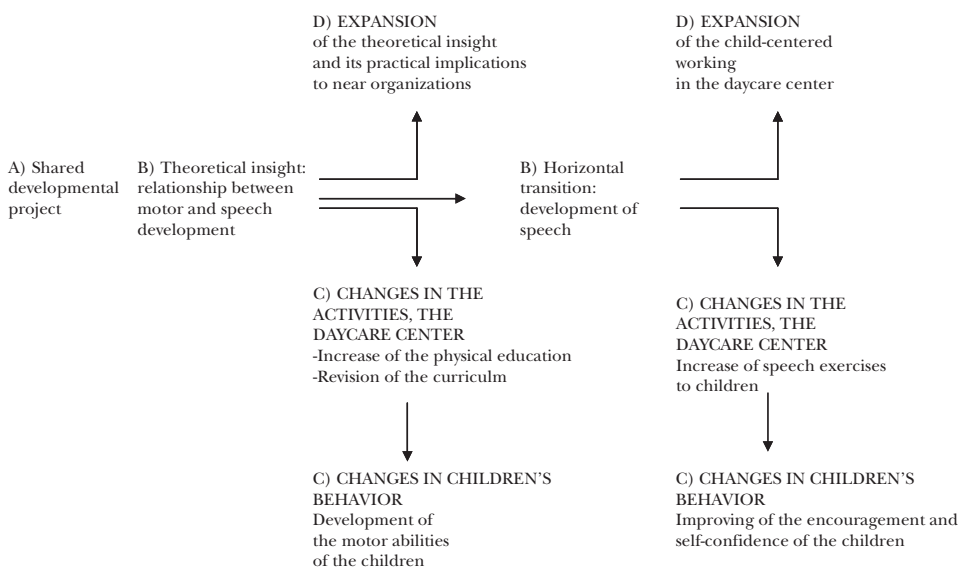 D) EXPANSION
of the theoretical insight
and its practical implications
to near organizations
D) EXPANSION
of the child-centered
working
in the daycare center
A) Shared
developmental
project
B) Theoretical insight:
relationship between
motor and speech
development
B) Horizontal
transition:
development of
speech
C) CHANGES IN THE
ACTIVITIES, THE
DAYCARE CENTER
-Increase of the physical education
-Revision of the curriculm
C) CHANGES IN THE
ACTIVITIES, THE
DAYCARE CENTER
Increase of speech exercises
to children
C) CHANGES IN CHILDREN'S
BEHAVIOR
Development of
the motor abilities
of the children
C) CHANGES IN CHILDREN'S
BEHAVIOR
Improving of the encouragement and
self-confidence of the children